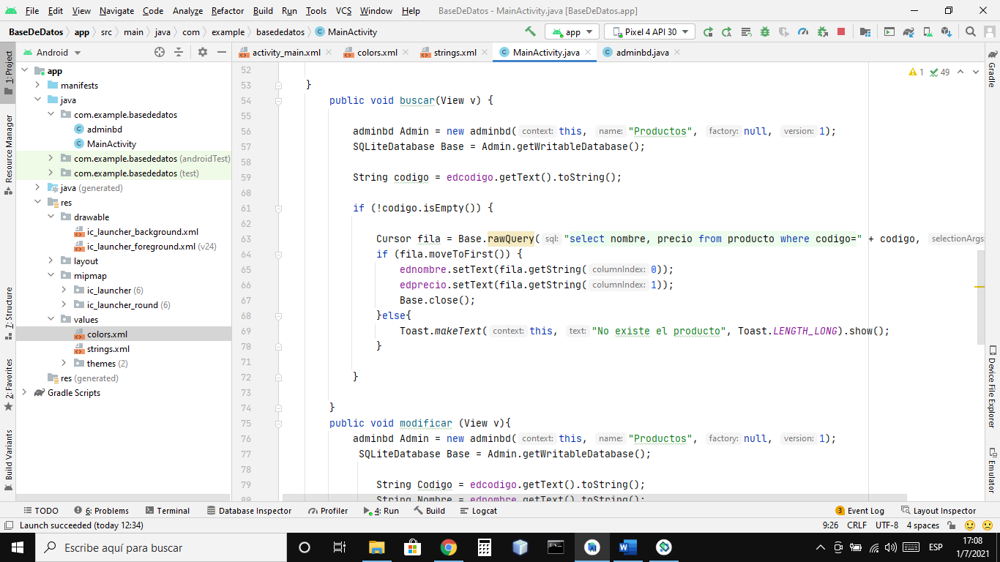 File Edit View Navigate Code Analyze Refactor Build Run Tools VCS Window Help BaseDeDatos - MainActivity.java [BaseDeDatos.app]
BaseDeDatos app src main java com example basededatos MainActivity app Pixel 4 API 30
Android activity_main.xml colors.xml strings.xml MainActivity.java adminbd.java
1: Project
Resource Manager
7: Structure
2: Favorites
Build Variants
app
manifests
java
com.example.basededatos
adminbd
MainActivity
com.example.basededatos (androidTest)
com.example.basededatos (test)
java (generated)
res
drawable
ic_launcher_background.xml
ic_launcher_foreground.xml (v24)
layout
mipmap
ic_launcher (6)
ic_launcher_round (6)
values
colors.xml
strings.xml
themes (2)
res (generated)
Gradle Scripts
1 49
52
53 }
54 public void buscar(View v) {
55
56 adminbd Admin = new adminbd( context: this, name: "Productos", factory: null, version: 1);
57 SQLiteDatabase Base = Admin.getWritableDatabase();
58
59 String codigo = edcodigo.getText().toString();
60
61 if (!codigo.isEmpty()) {
62
63 Cursor fila = Base.rawQuery( sql: "select nombre, precio from producto where codigo=" + codigo, selectionArgs
64 if (fila.moveToFirst()) {
65 ednombre.setText(fila.getString( columnIndex: 0));
66 edprecio.setText(fila.getString( columnIndex: 1));
67 Base.close();
68 }else{
69 Toast.makeText( context: this, text: "No existe el producto", Toast.LENGTH_LONG).show();
70 }
71
72 }
73
74 }
75 public void modificar (View v){
76 adminbd Admin = new adminbd( context: this, name: "Productos", factory: null, version: 1);
77 SQLiteDatabase Base = Admin.getWritableDatabase();
78
79 String Codigo = edcodigo.getText().toString();
80 String Nombre = ednombre.getText().toString();
Gradle
Device File Explorer
Emulator
TODO 6: Problems Terminal Database Inspector Profiler 4: Run Build Logcat 3 Event Log Layout Inspector
Launch succeeded (today 12:34) 9:26 CRLF UTF-8 4 spaces
Escribe aquí para buscar
ESP
17:08
1/7/2021